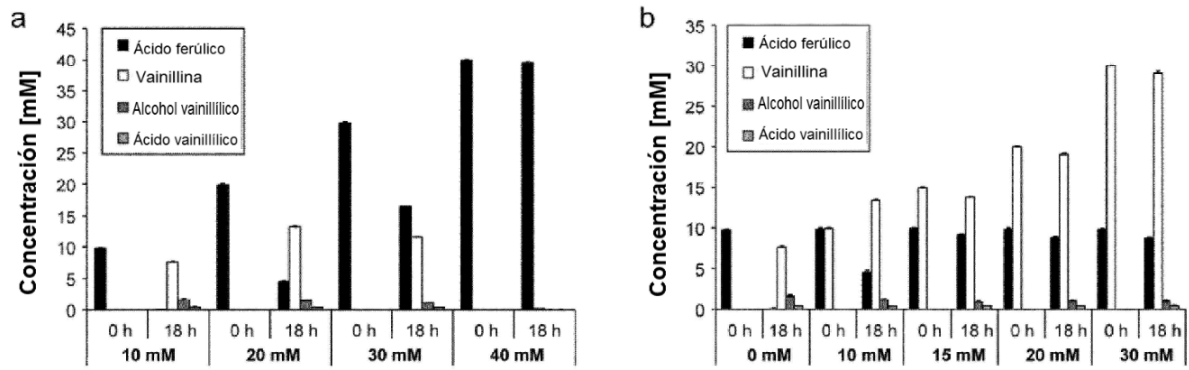 a
Concentración [mM]
45
40
35
30
25
20
15
10
5
0
Ácido ferúlico
Vainillina
Alcohol vainillílico
Ácido vainillílico
0 h 18 h 0 h 18 h 0 h 18 h 0 h 18 h
10 mM 20 mM 30 mM 40 mM
b
Concentración [mM]
35
30
25
20
15
10
5
0
Ácido ferúlico
Vainillina
Alcohol vainillílico
Ácido vainillílico
0 h 18 h 0 h 18 h 0 h 18 h 0 h 18 h 0 h 18 h
0 mM 10 mM 15 mM 20 mM 30 mM